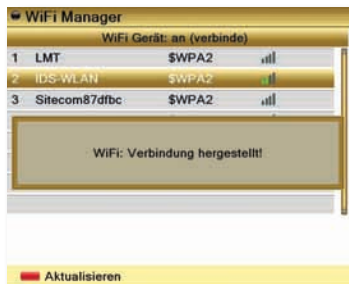 WiFi Manager
WiFi Gerät: an (verbinde)
1 LMT $WPA2
2 IDS-WLAN $WPA2
3 Sitecom87dfbc $WPA2
WiFi: Verbindung hergestellt!
Aktualisieren